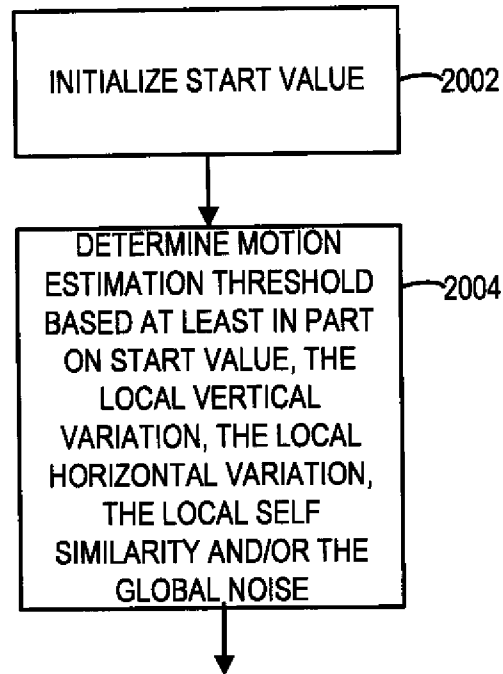 INITIALIZE START VALUE
2002
DETERMINE MOTION
ESTIMATION THRESHOLD
BASED AT LEAST IN PART
ON START VALUE, THE
LOCAL VERTICAL
VARIATION, THE LOCAL
HORIZONTAL VARIATION,
THE LOCAL SELF
SIMILARITY AND/OR THE
GLOBAL NOISE
2004